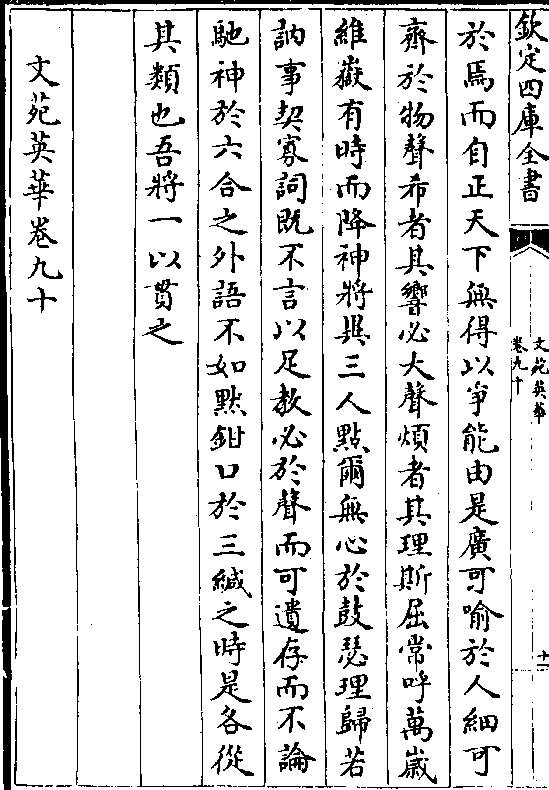 欽定四庫全書
文苑英華
卷九十
十二
於焉而自正天下無得以爭能由是廣可喻於人細可
齊於物聲希者其響必大聲煩者其理斯屈常呼萬歲
維嶽有時而降神將與三人點爾無心於鼓瑟理歸若
訥事契寡詞既不言以足教必於聲而可遺存而不論
馳神於六合之外語不如黙鉗口於三緘之時是各從
其類也吾將一以貫之
文苑英華卷九十